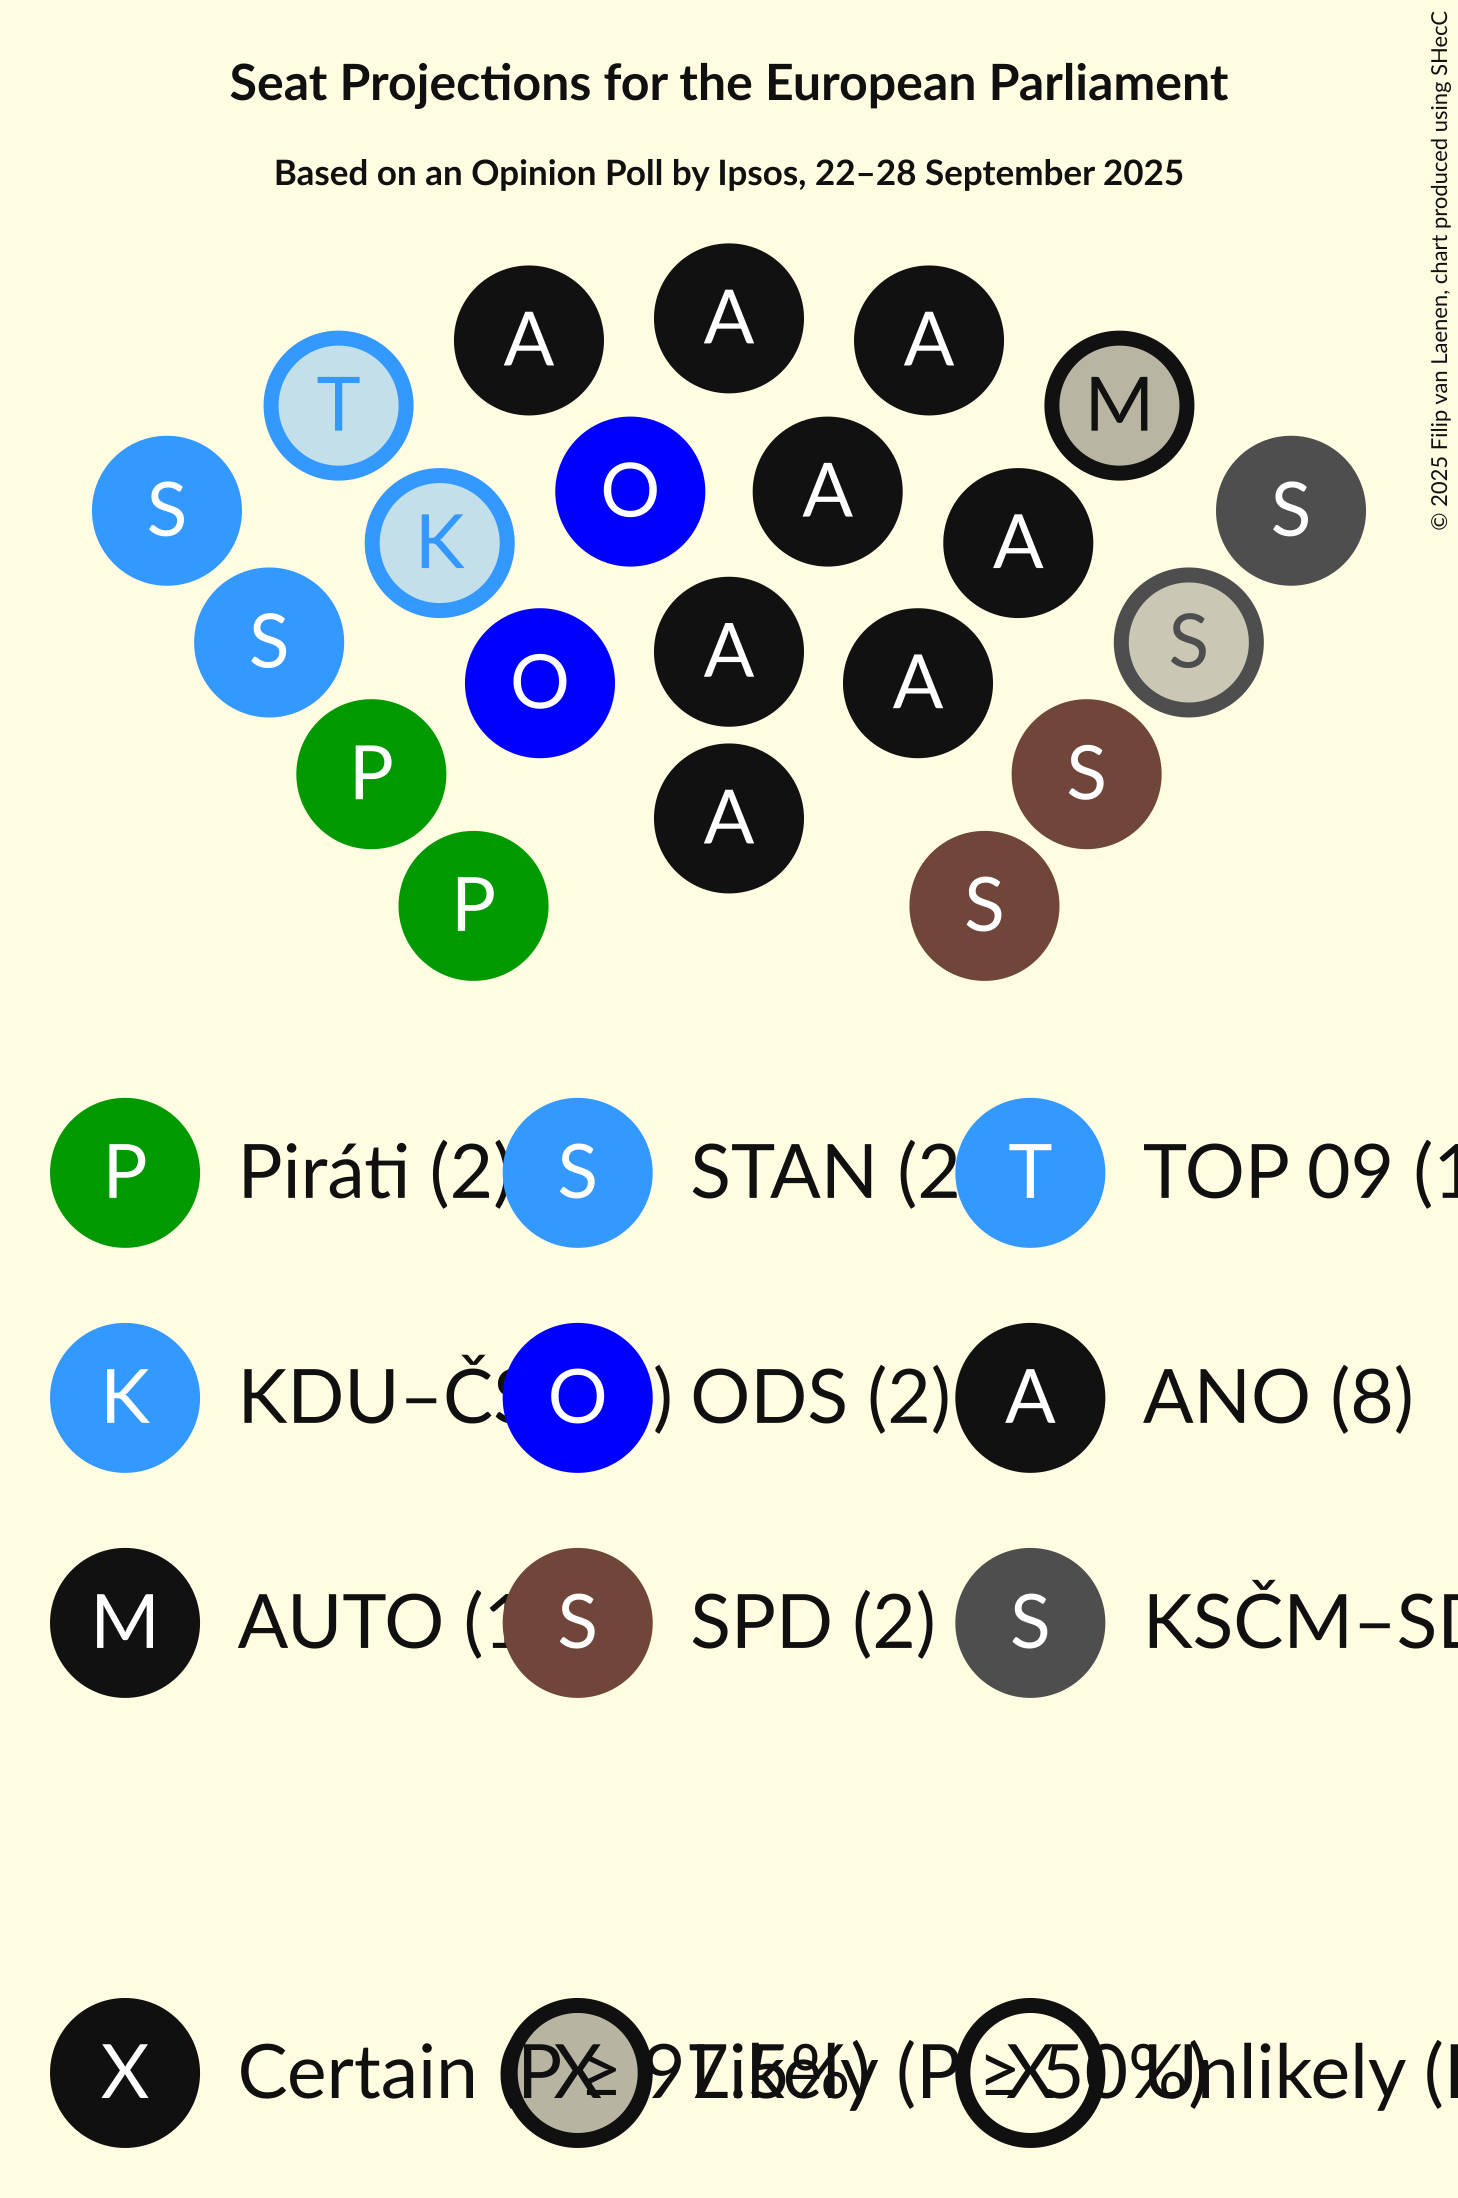 Seat Projections for the European Parliament
Based on an Opinion Poll by Ipsos, 22–28 September 2025
© 2025 Filip van Laenen, chart produced using SHecC
A
A
A
T
M
S
O
A
S
K
A
S
S
O
A
A
S
P
A
S
P
S
P Piráti (2) S STAN (2 T TOP 09 (1
K KDU–ČS ) O ODS (2) A ANO (8)
M AUTO (1 S SPD (2) S KSČM–SD
X Certain (P ≥ 97.5%) X Likely (P ≥ 50%) X Unlikely (